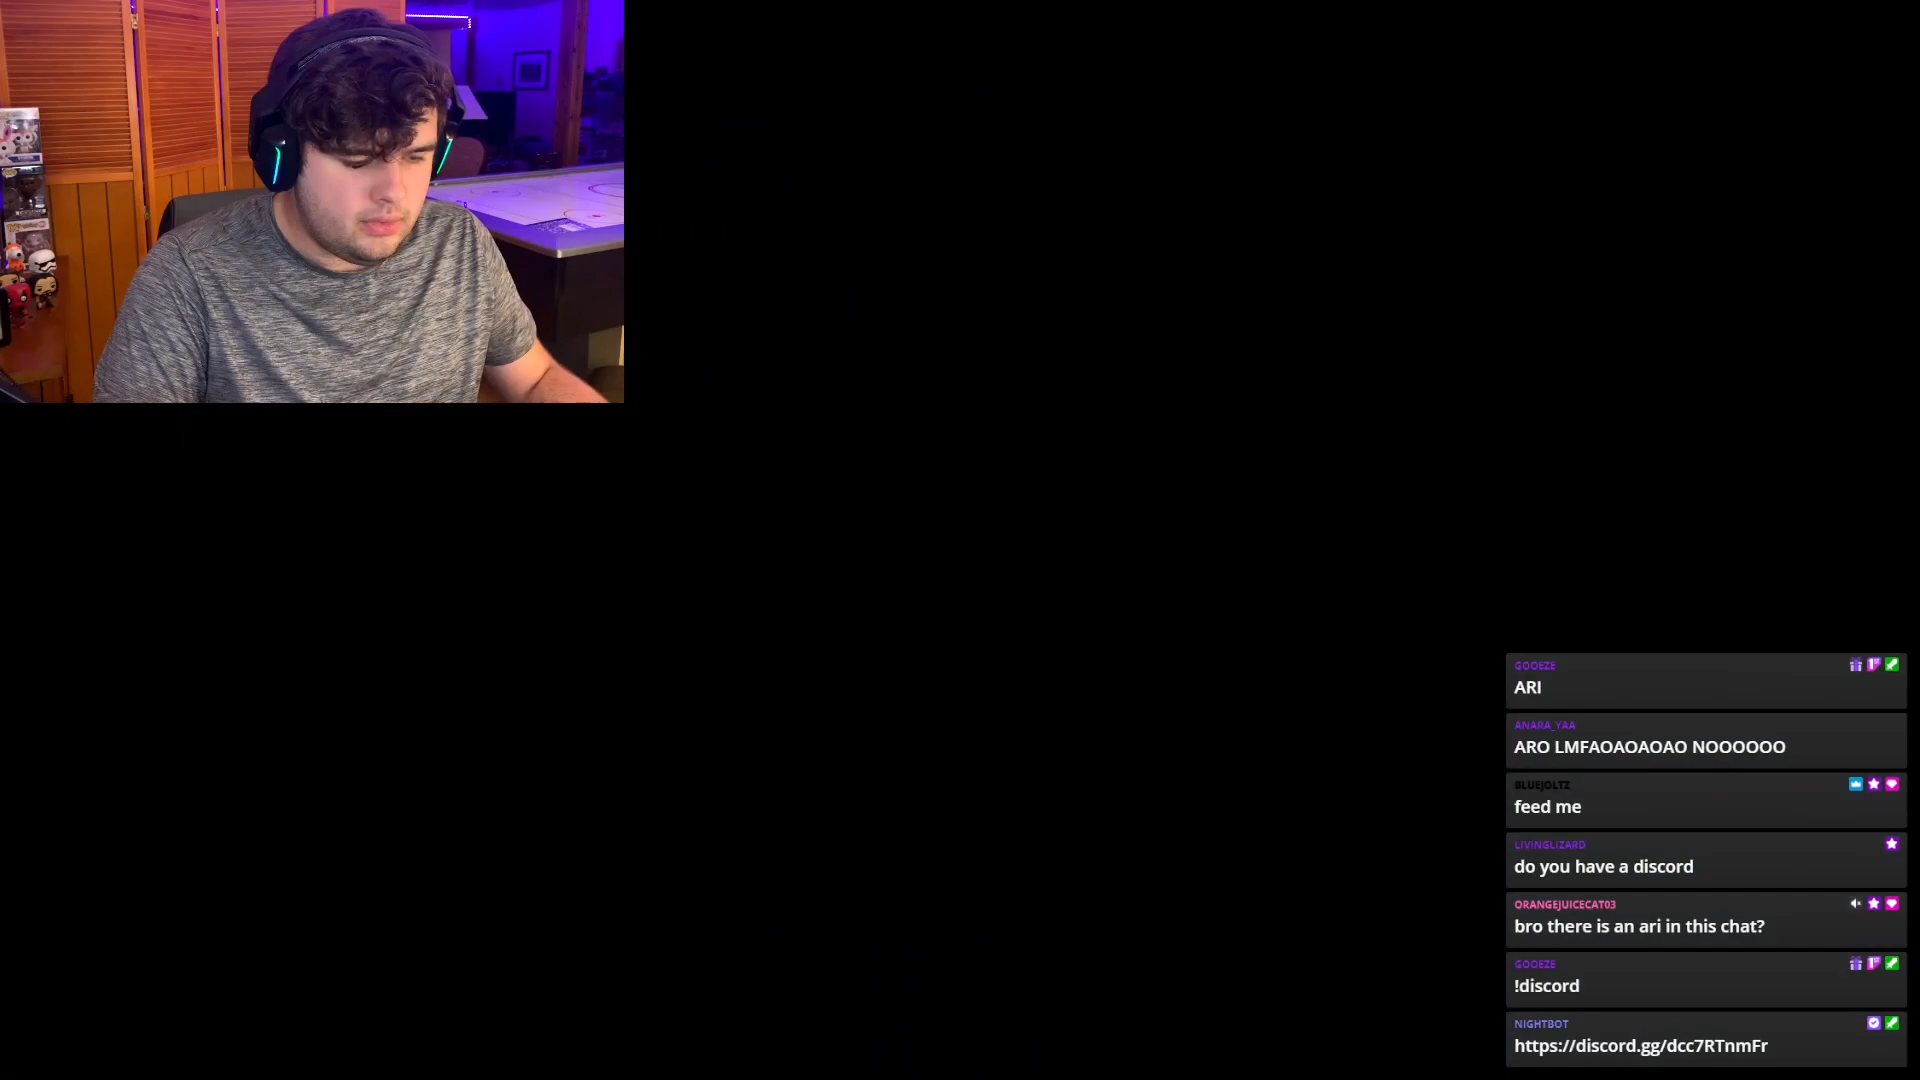 GOOEZE
ARI
ANARA_YAA
ARO LMFAOAOAOAO NOOOOOO
BLUEJOLTZ
feed me
LIVINGLIZARD
do you have a discord
ORANGEJUICECAT03
bro there is an ari in this chat?
GOOEZE
!discord
NIGHTBOT
https://discord.gg/dcc7RTnmFr